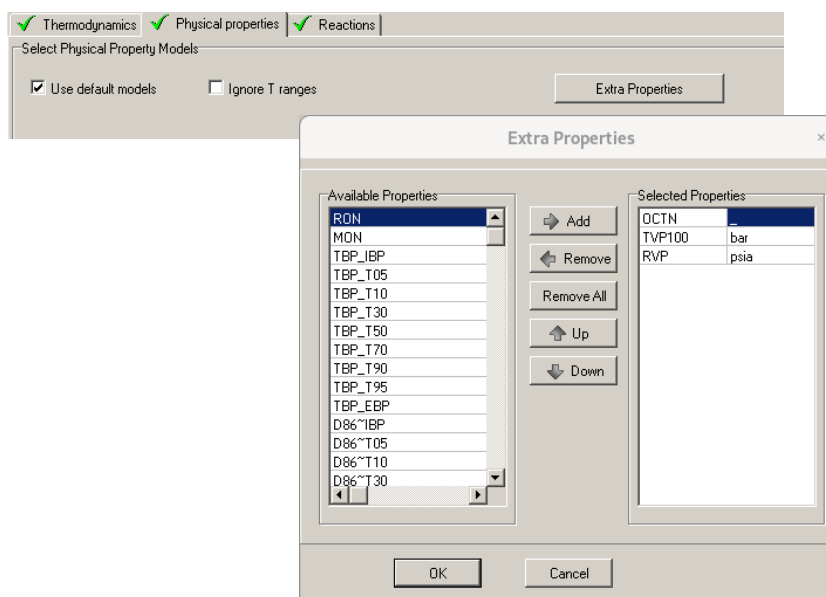 Thermodynamics Physical properties Reactions
Select Physical Property Models
Use default models Ignore T ranges Extra Properties
Extra Properties ×
Available Properties
RON
MON
TBP_IBP
TBP_T05
TBP_T10
TBP_T30
TBP_T50
TBP_T70
TBP_T90
TBP_T95
TBP_EBP
D86~IBP
D86~T05
D86~T10
D86~T30
Add
Remove
Remove All
Up
Down
Selected Properties
OCTN _
TVP100 bar
RVP psia
OK Cancel